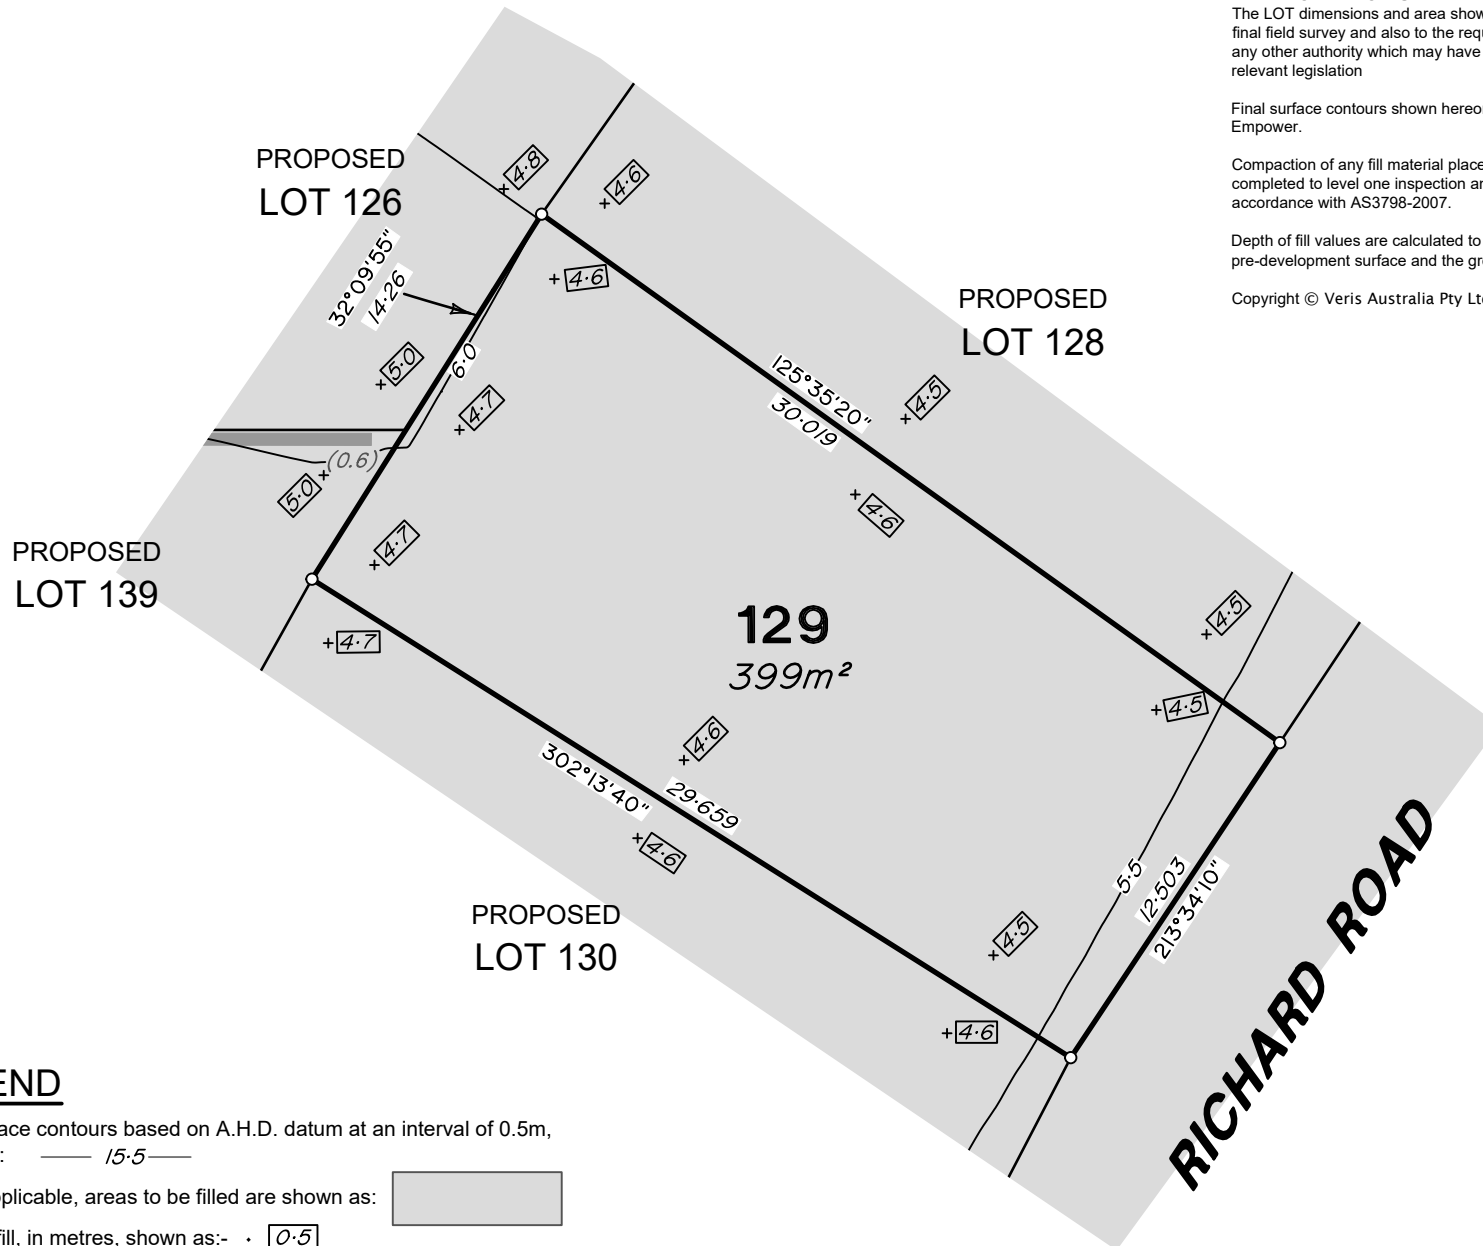 The LOT dimensions and area show
final field survey and also to the requ
any other authority which may have
relevant legislation
Final surface contours shown hereo
Empower.
Compaction of any fill material place
completed to level one inspection a
accordance with AS3798-2007.
Depth of fill values are calculated to
pre-development surface and the gr
Copyright © Veris Australia Pty Lt
PROPOSED
LOT 126
4·8
4·6
32°09'55"
14·26
4·6
PROPOSED
LOT 128
6·0
5·0
4·7
125°35'20"
30·019
4·5
(0.6)
5·0
4·6
4·7
PROPOSED
LOT 139
4·7
129
399m²
4·5
4·5
4·6
302°13'40"
29·659
4·6
PROPOSED
LOT 130
5·5
12·503
213°34'10"
4·5
4·6
RICHARD ROAD
END
ace contours based on A.H.D. datum at an interval of 0.5m,
: 15·5
plicable, areas to be filled are shown as:
fill, in metres, shown as:- · 0·5